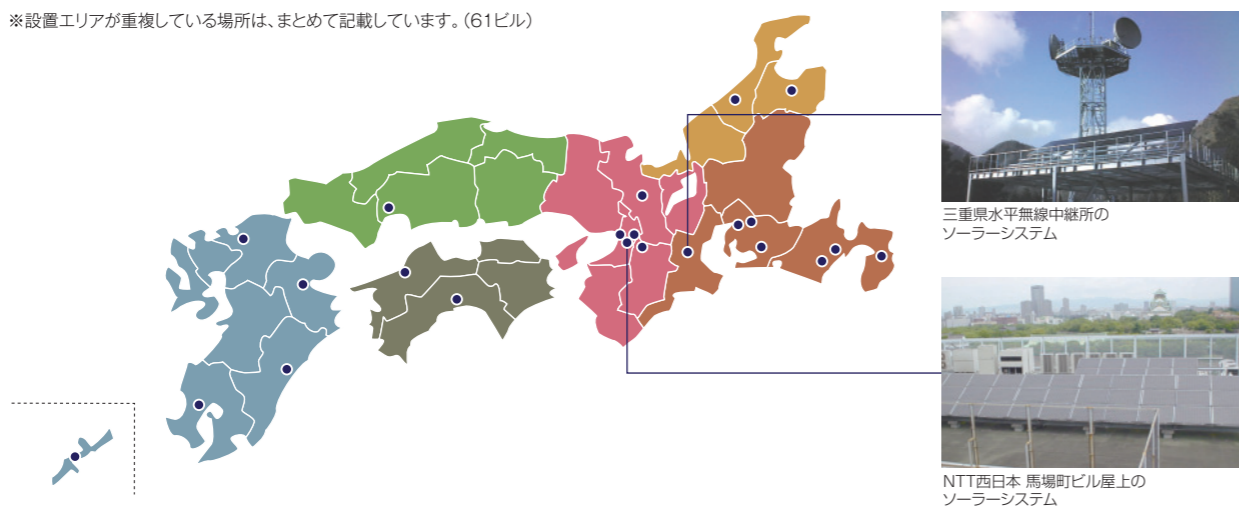 ※設置エリアが重複している場所は、まとめて記載しています。（61ビル）
三重県水平無線中継所の
ソーラーシステム
NTT西日本 馬場町ビル屋上の
ソーラーシステム